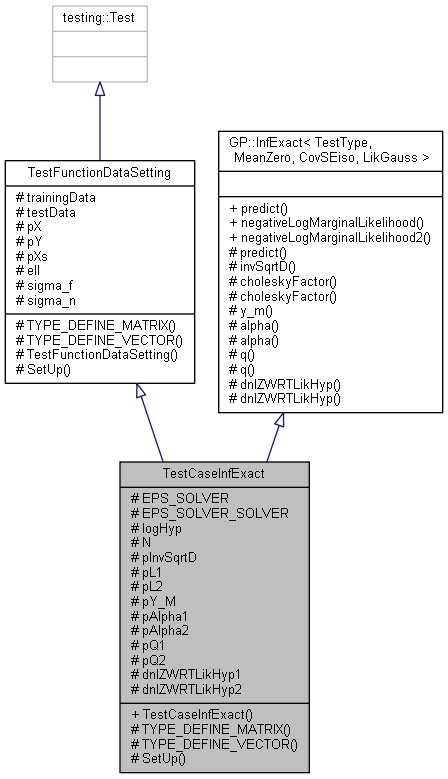 testing::Test
TestFunctionDataSetting
# trainingData
# testData
# pX
# pY
# pXs
# ell
# sigma_f
# sigma_n
# TYPE_DEFINE_MATRIX()
# TYPE_DEFINE_VECTOR()
# TestFunctionDataSetting()
# SetUp()
GP::InfExact< TestType,
MeanZero, CovSEiso, LikGauss >
+ predict()
+ negativeLogMarginalLikelihood()
+ negativeLogMarginalLikelihood2()
# predict()
# invSqrtD()
# choleskyFactor()
# choleskyFactor()
# y_m()
# alpha()
# alpha()
# q()
# q()
# dnlZWRTLikHyp()
# dnlZWRTLikHyp()
TestCaseInfExact
# EPS_SOLVER
# EPS_SOLVER_SOLVER
# logHyp
# N
# pInvSqrtD
# pL1
# pL2
# pY_M
# pAlpha1
# pAlpha2
# pQ1
# pQ2
# dnlZWRTLikHyp1
# dnlZWRTLikHyp2
+ TestCaseInfExact()
# TYPE_DEFINE_MATRIX()
# TYPE_DEFINE_VECTOR()
# SetUp()